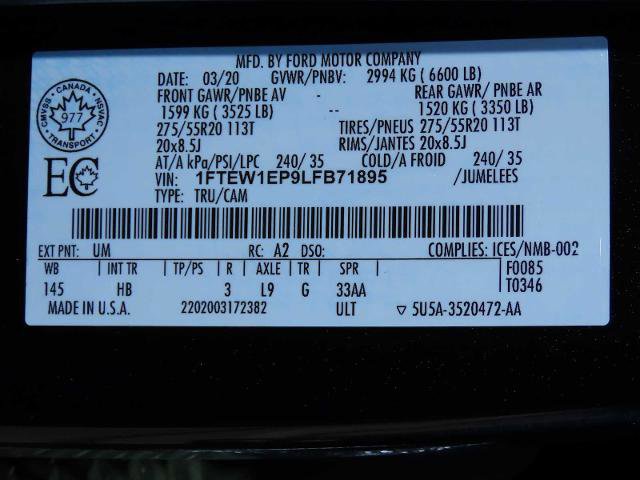 MFD. BY FORD MOTOR COMPANY
DATE: 03/20 GVWR/PNBV: 2994 KG ( 6600 LB)
FRONT GAWR/PNBE AV - REAR GAWR/ PNBE AR
1599 KG ( 3525 LB) -- 1520 KG ( 3350 LB)
275/55R20 113T TIRES/PNEUS 275/55R20 113T
20x8.5J RIMS/JANTES 20x8.5J
AT/A kPa/PSI/LPC 240/ 35 COLD/A FROID 240/ 35
VIN: 1FTEW1EP9LFB71895 /JUMELEES
TYPE: TRU/CAM
CMVSS CANADA NSVAC
977
TRANSPORT
EC
EXT PNT: UM RC: A2 DSO: COMPLIES: ICES/NMB-002
WB INT TR TP/PS R AXLE TR SPR F0085
145 HB 3 L9 G 33AA T0346
MADE IN U.S.A. 2202003172382 ULT ▽ 5U5A-3520472-AA